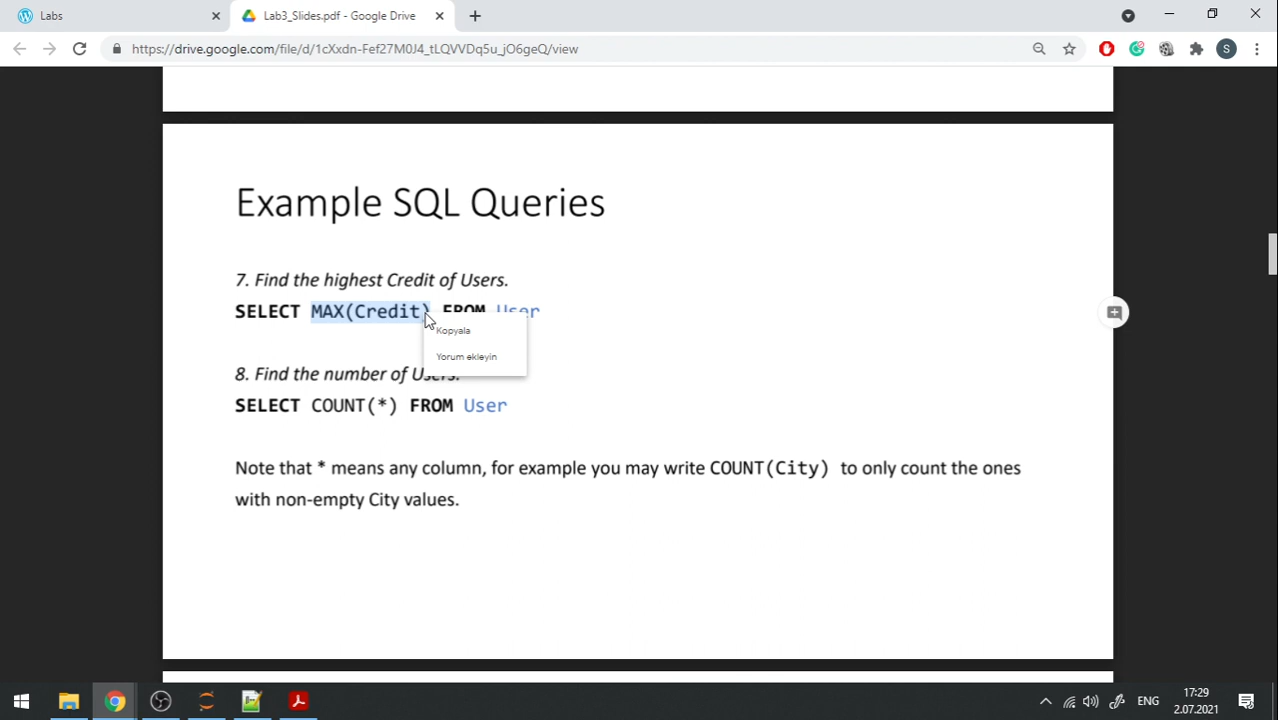 Labs
Lab3_Slides.pdf - Google Drive
https://drive.google.com/file/d/1cXxdn-Fef27M0J4_tLQVVDq5u_jO6geQ/view
Example SQL Queries
7. Find the highest Credit of Users.
SELECT MAX(Credit) FROM User
Kopyala
Yorum ekleyin
8. Find the number of Users.
SELECT COUNT(*) FROM User
Note that * means any column, for example you may write COUNT(City) to only count the ones
with non-empty City values.
ENG
17:29
2.07.2021